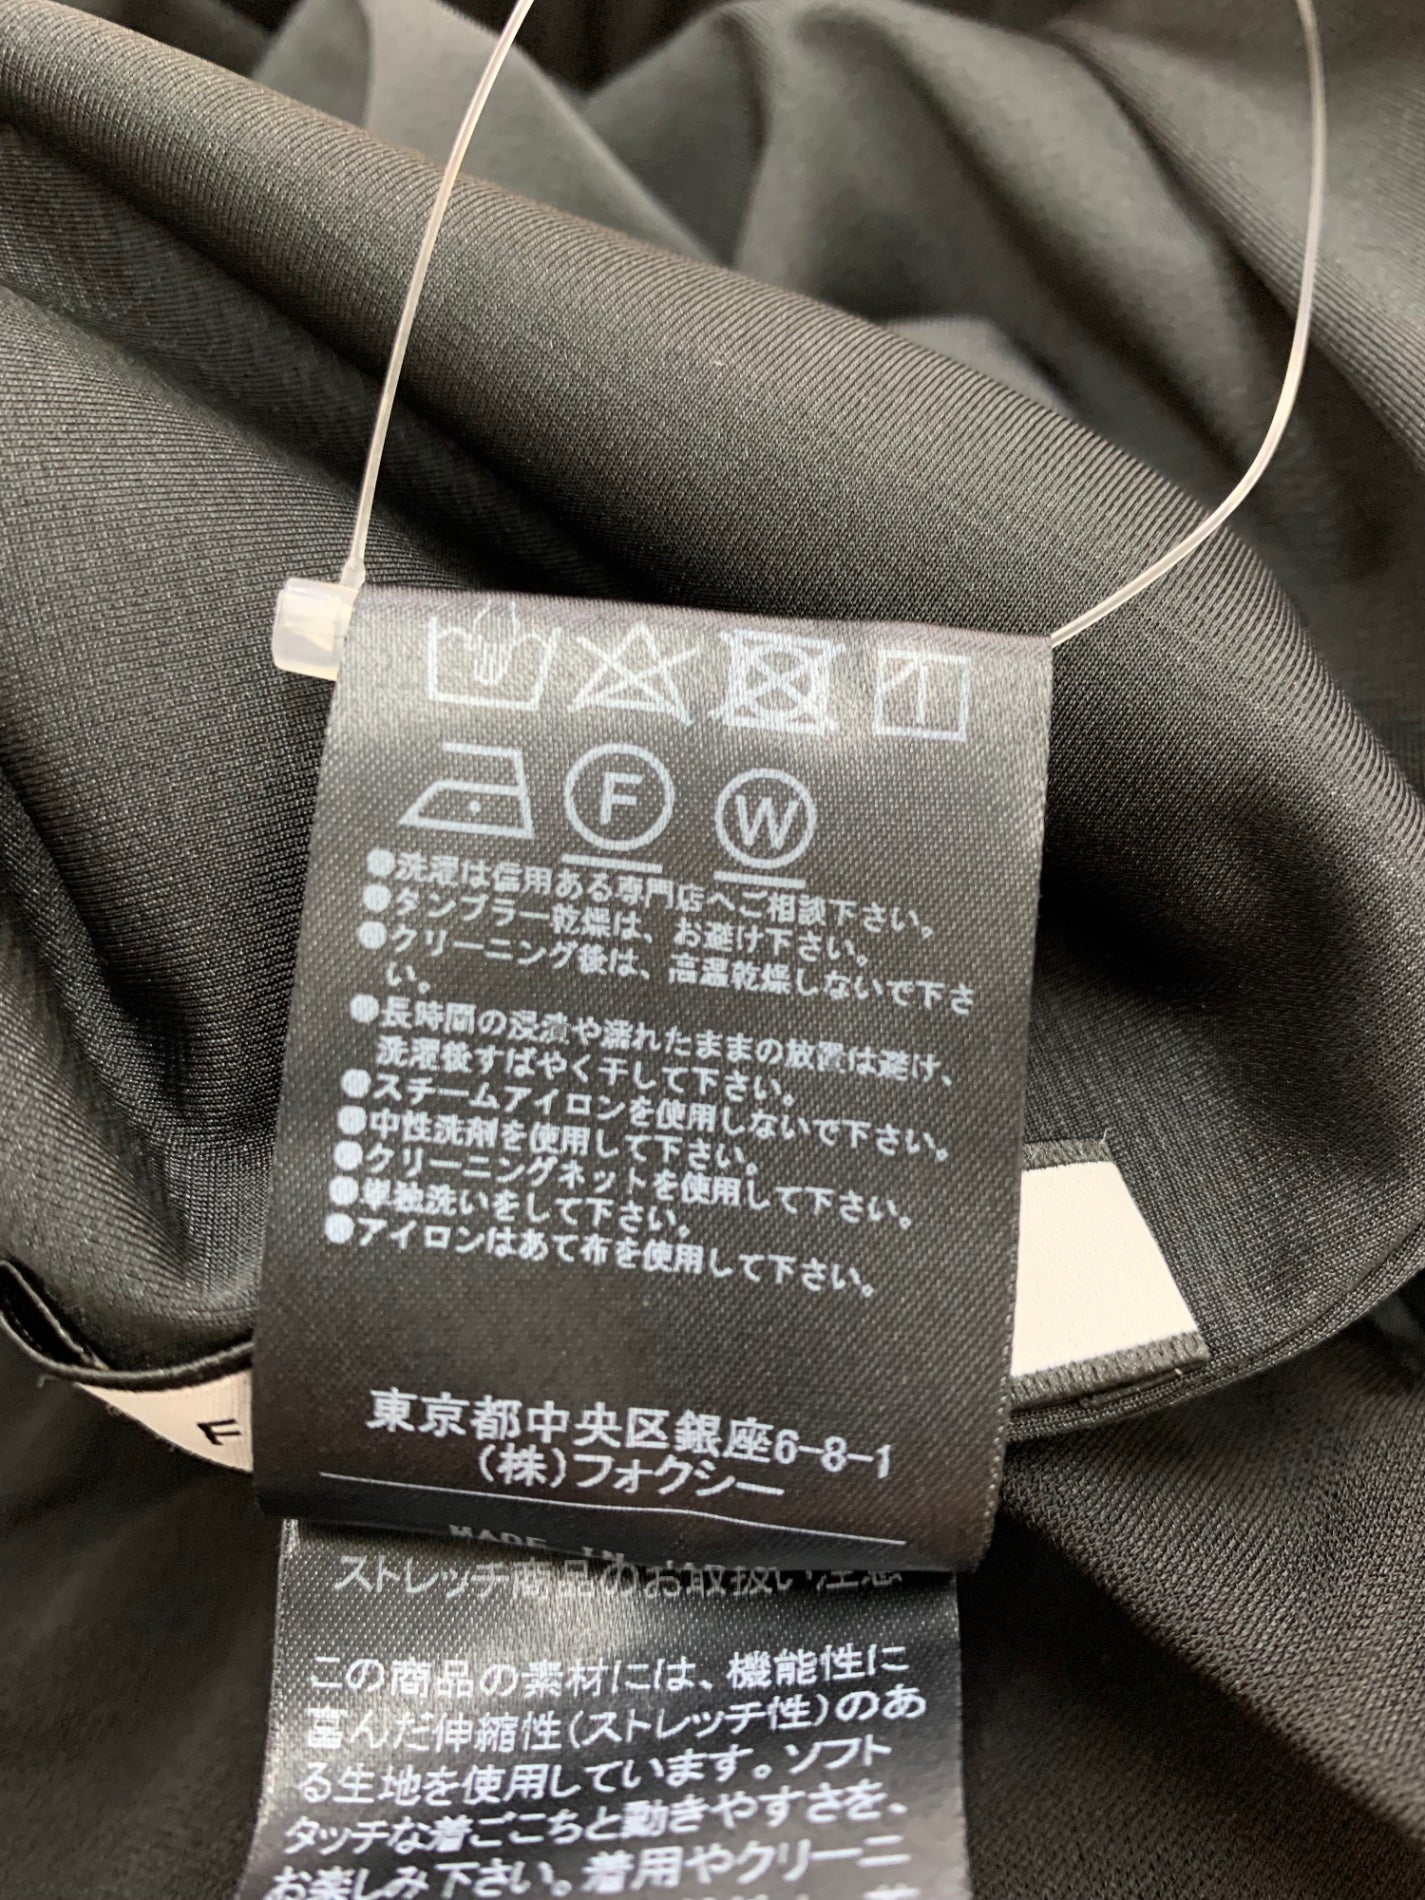 F
W
●洗濯は信用ある専門店へご相談下さい。
●タンブラー乾燥は、お避け下さい。
●クリーニング後は、高温乾燥しないで下さ
い。
●長時間の浸漬や濡れたままの放置は避け、
洗濯後すばやく干して下さい。
●スチームアイロンを使用しないで下さい。
●中性洗剤を使用して下さい。
●クリーニングネットを使用して下さい。
●単独洗いをして下さい。
●アイロンはあて布を使用して下さい。
東京都中央区銀座6-8-1
(株)フォクシー
MADE IN
ストレッチ商品のお取扱い注意
この商品の素材には、機能性に
富んだ伸縮性(ストレッチ性)のあ
る生地を使用しています。ソフト
タッチな着ごこちと動きやすさを、
お楽しみ下さい。着用やクリーニ